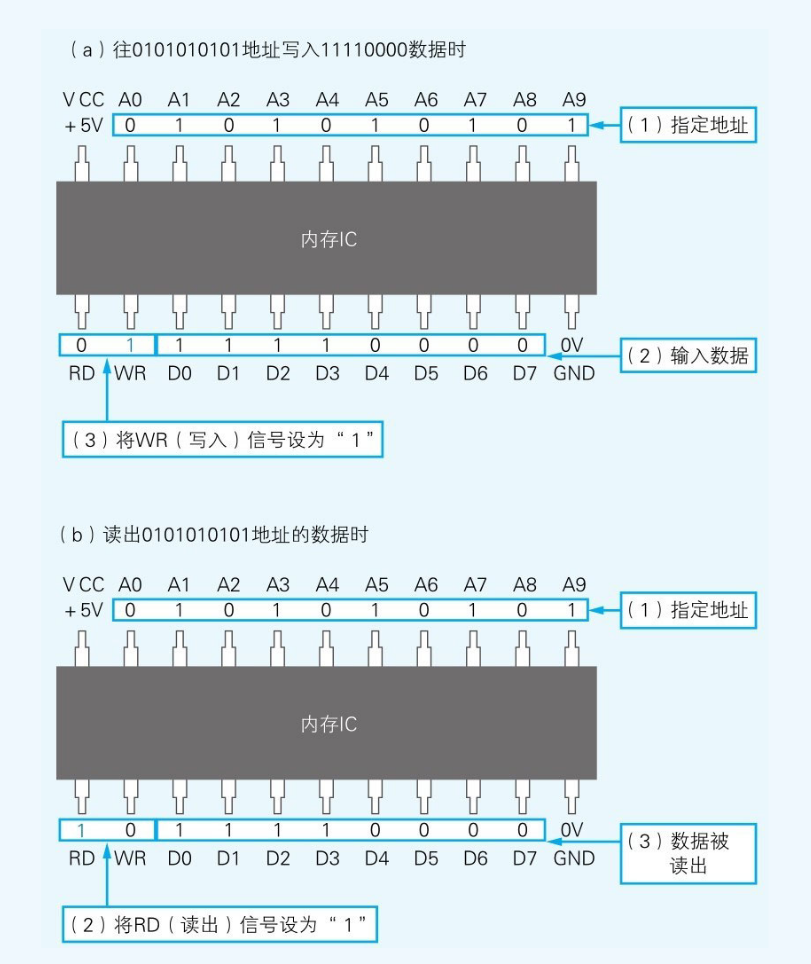 （a）往0101010101地址写入11110000数据时
VCC A0 A1 A2 A3 A4 A5 A6 A7 A8 A9
+5V 0 1 0 1 0 1 0 1 0 1
（1）指定地址
内存IC
0 1 1 1 1 1 0 0 0 0 0V
RD WR D0 D1 D2 D3 D4 D5 D6 D7 GND
（2）输入数据
（3）将WR（写入）信号设为“1”
（b）读出0101010101地址的数据时
VCC A0 A1 A2 A3 A4 A5 A6 A7 A8 A9
+5V 0 1 0 1 0 1 0 1 0 1
（1）指定地址
内存IC
1 0 1 1 1 1 0 0 0 0 0V
RD WR D0 D1 D2 D3 D4 D5 D6 D7 GND
（3）数据被
读出
（2）将RD（读出）信号设为“1”